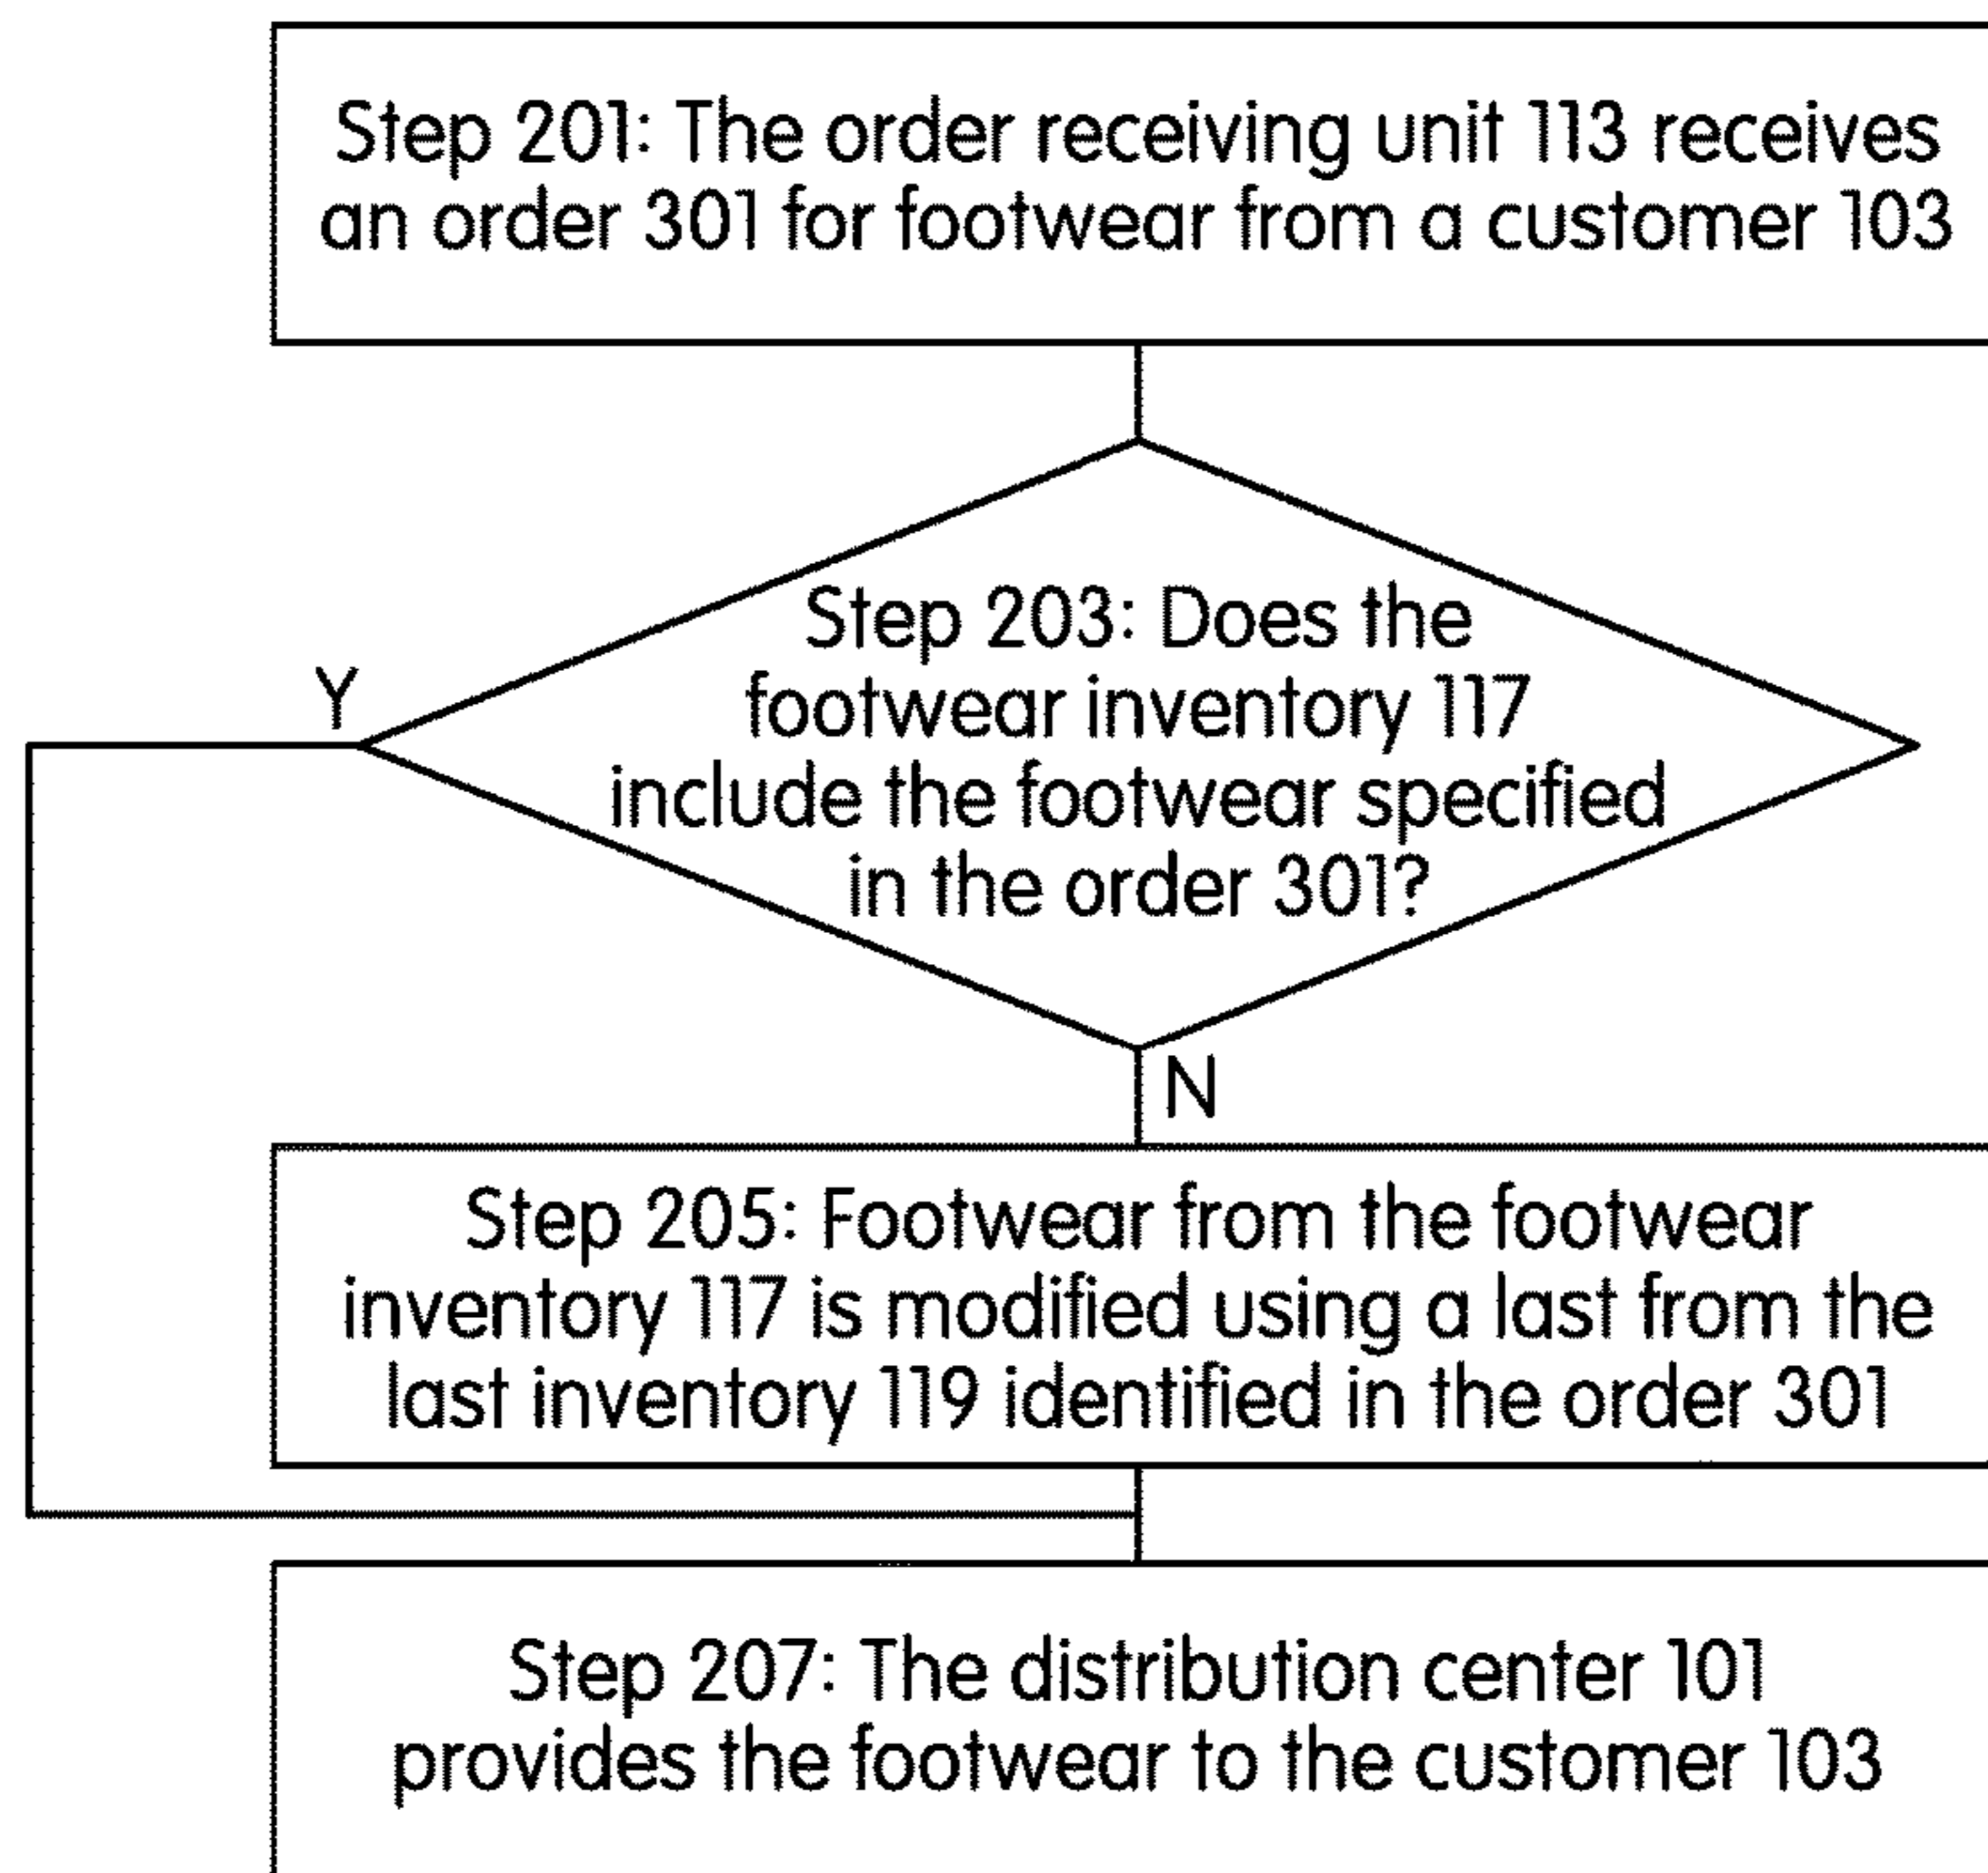 Step 201: The order receiving unit 113 receives
an order 301 for footwear from a customer 103
Step 203: Does the
footwear inventory 117
include the footwear specified
in the order 301?
Y
N
Step 205: Footwear from the footwear
inventory 117 is modified using a last from the
last inventory 119 identified in the order 301
Step 207: The distribution center 101
provides the footwear to the customer 103